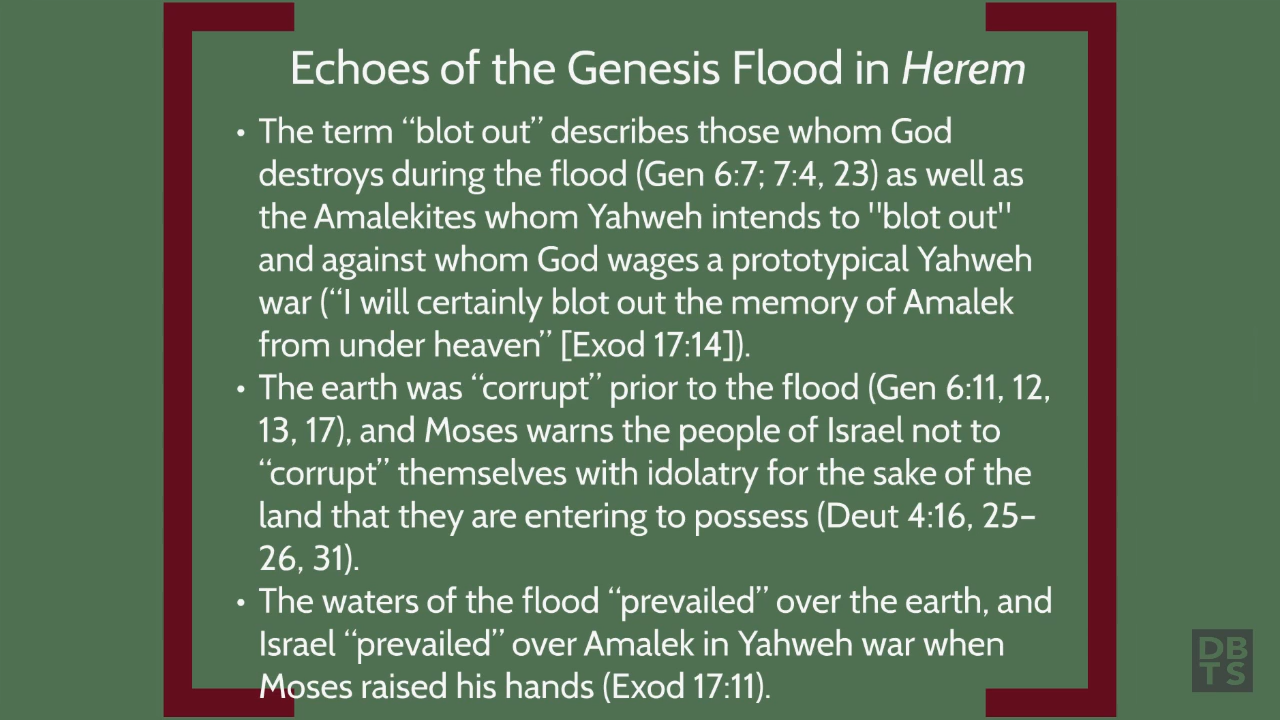 Echoes of the Genesis Flood in Herem
• The term “blot out” describes those whom God
destroys during the flood (Gen 6:7; 7:4, 23) as well as
the Amalekites whom Yahweh intends to "blot out"
and against whom God wages a prototypical Yahweh
war (“I will certainly blot out the memory of Amalek
from under heaven” [Exod 17:14]).
• The earth was “corrupt” prior to the flood (Gen 6:11, 12,
13, 17), and Moses warns the people of Israel not to
“corrupt” themselves with idolatry for the sake of the
land that they are entering to possess (Deut 4:16, 25–
26, 31).
• The waters of the flood “prevailed” over the earth, and
Israel “prevailed” over Amalek in Yahweh war when
Moses raised his hands (Exod 17:11).
DB
TS